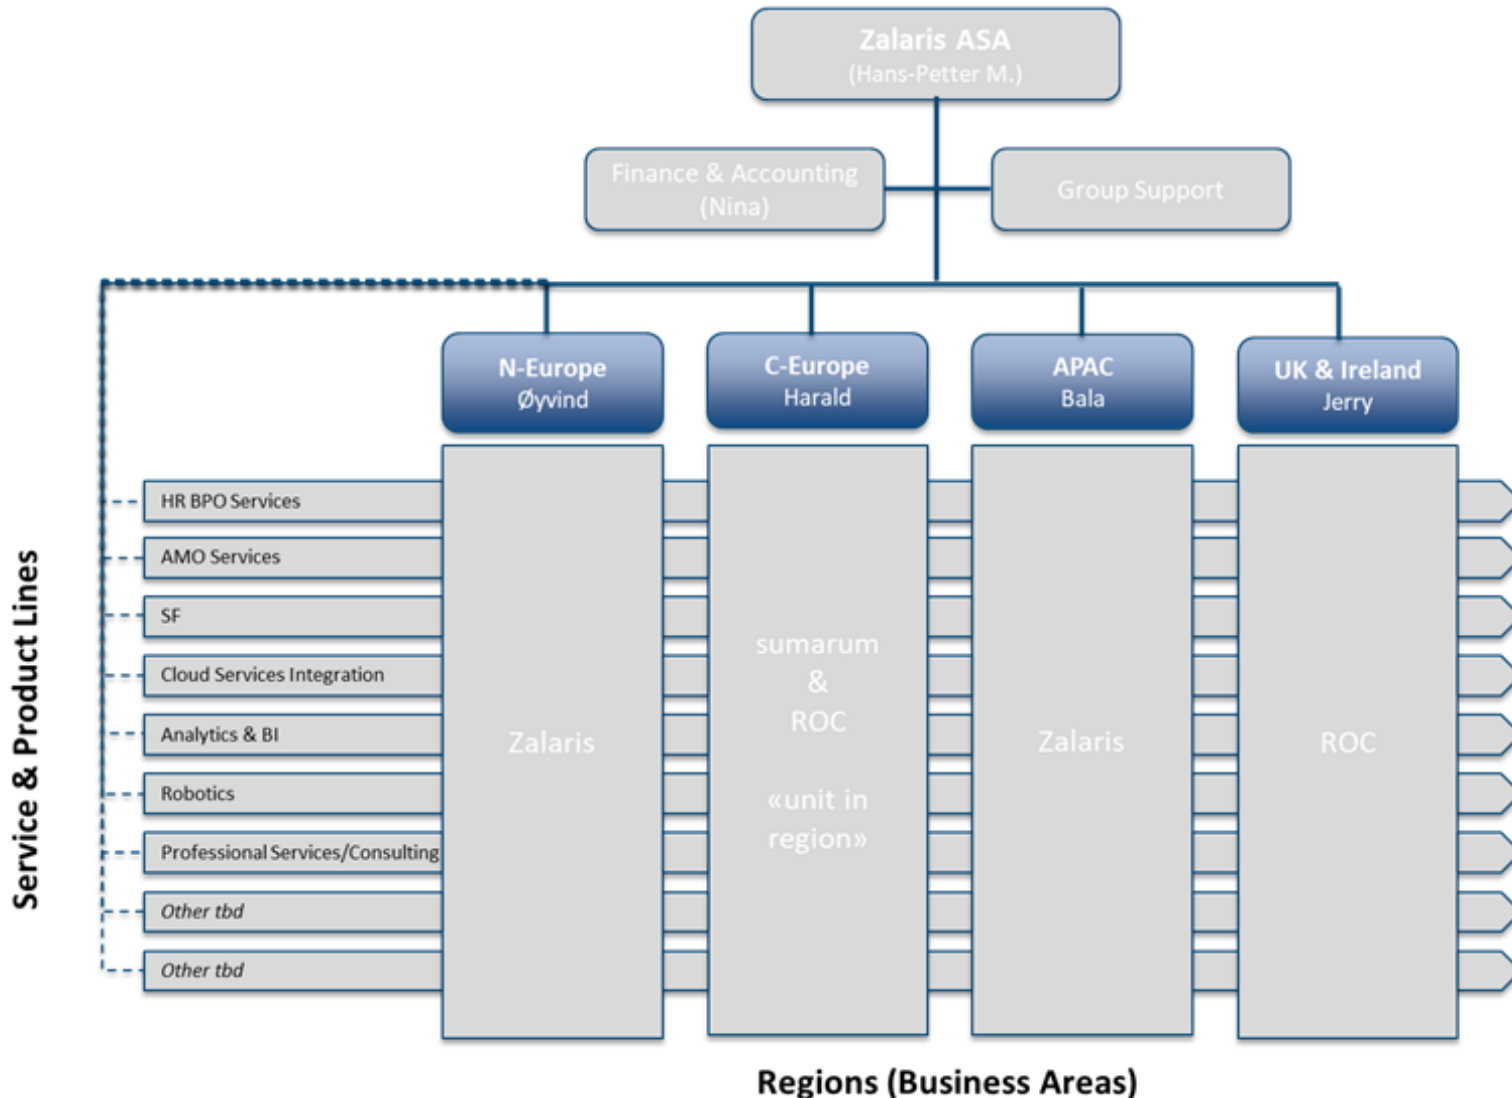 Zalaris ASA
(Hans-Petter M.)
Finance & Accounting
(Nina)
Group Support
N-Europe
Øyvind
C-Europe
Harald
APAC
Bala
UK & Ireland
Jerry
Service & Product Lines
HR BPO Services
AMO Services
SF
Cloud Services Integration
Analytics & BI
Robotics
Professional Services/Consulting
Other tbd
Other tbd
Zalaris
sumarum
&
ROC
«unit in
region»
Zalaris
ROC
Regions (Business Areas)